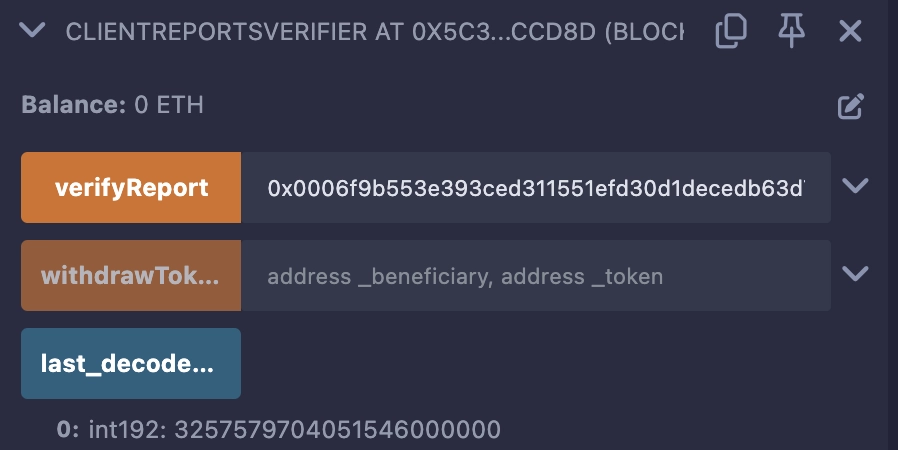 CLIENTREPORTSVERIFIER AT 0X5C3...CCD8D (BLOCK
Balance: 0 ETH
verifyReport 0x0006f9b553e393ced311551efd30d1decedb63d
withdrawTok... address _beneficiary, address _token
last_decode...
0: int192: 3257579704051546000000